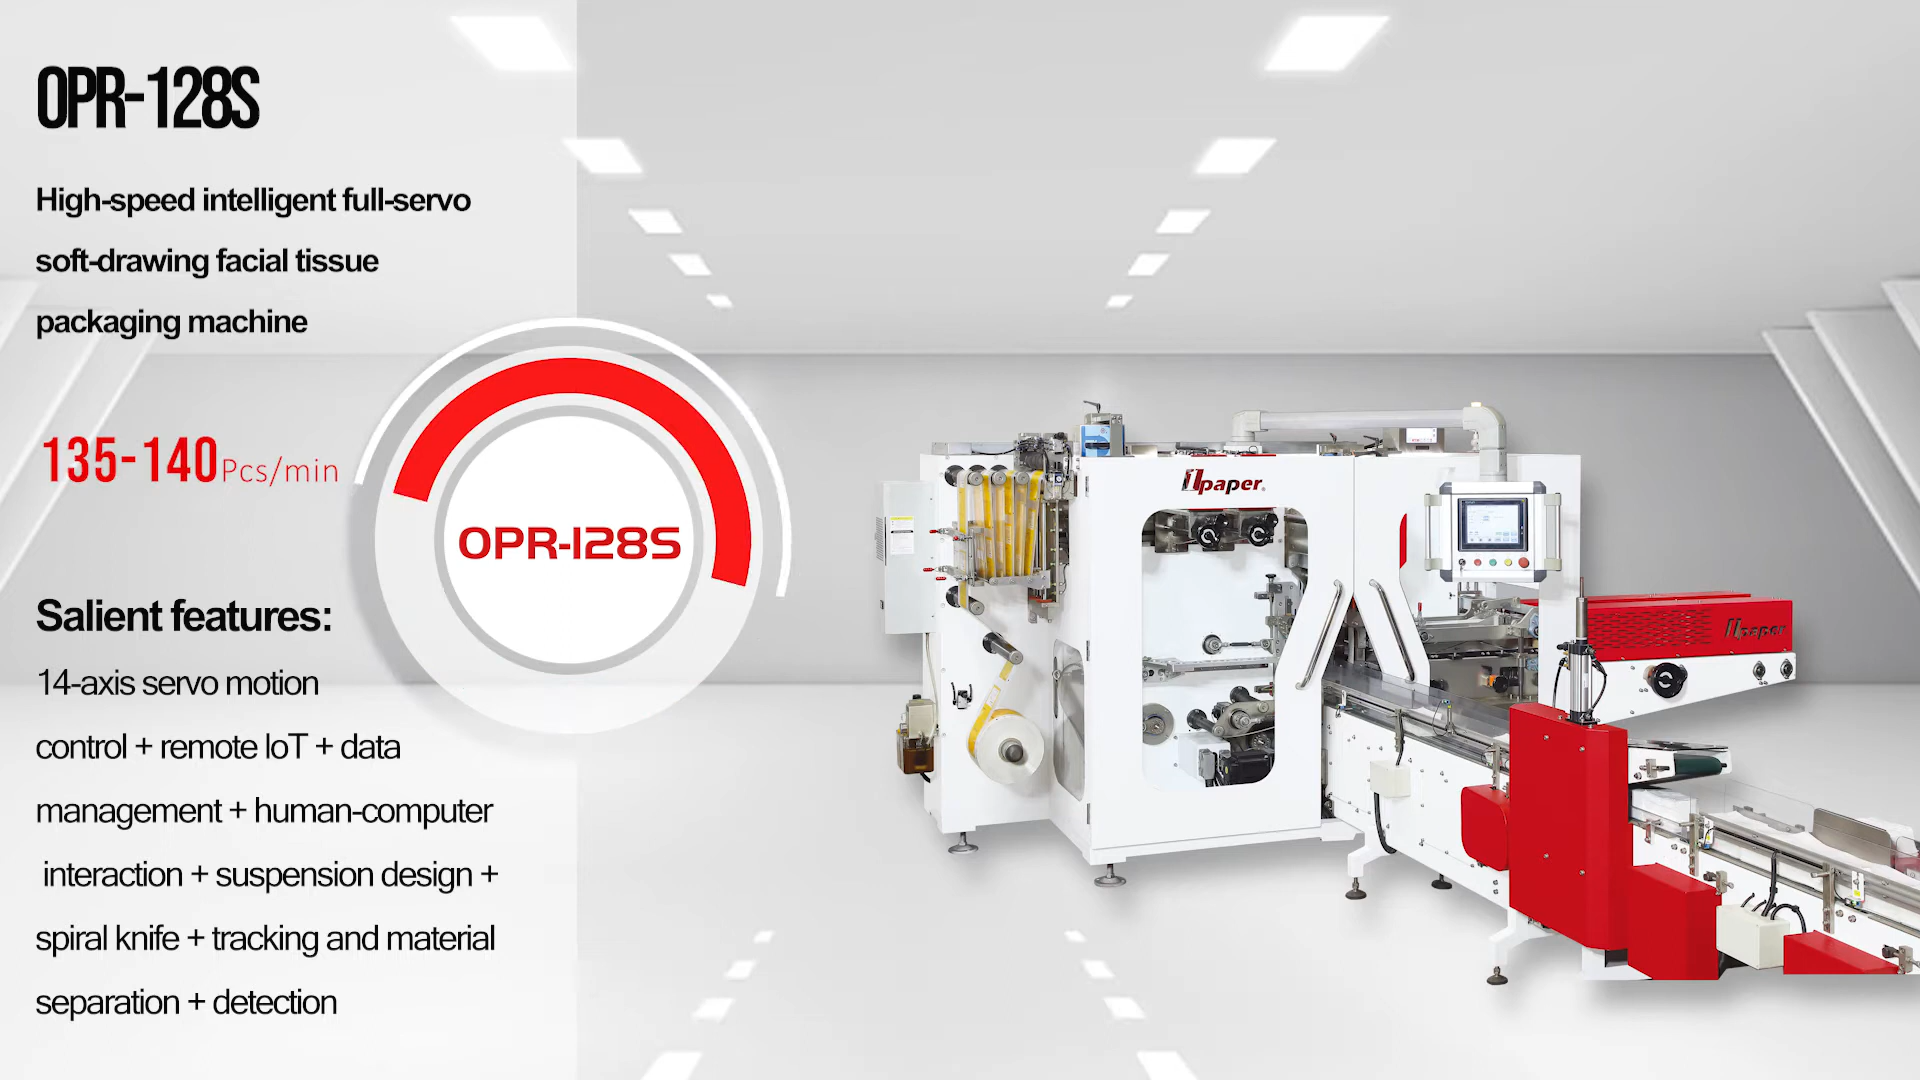 OPR-128S
High-speed intelligent full-servo
soft-drawing facial tissue
packaging machine
135-140Pcs/min
OPR-128S
Salient features:
14-axis servo motion
control + remote loT + data
management + human-computer
interaction + suspension design +
spiral knife + tracking and material
separation + detection
paper
paper